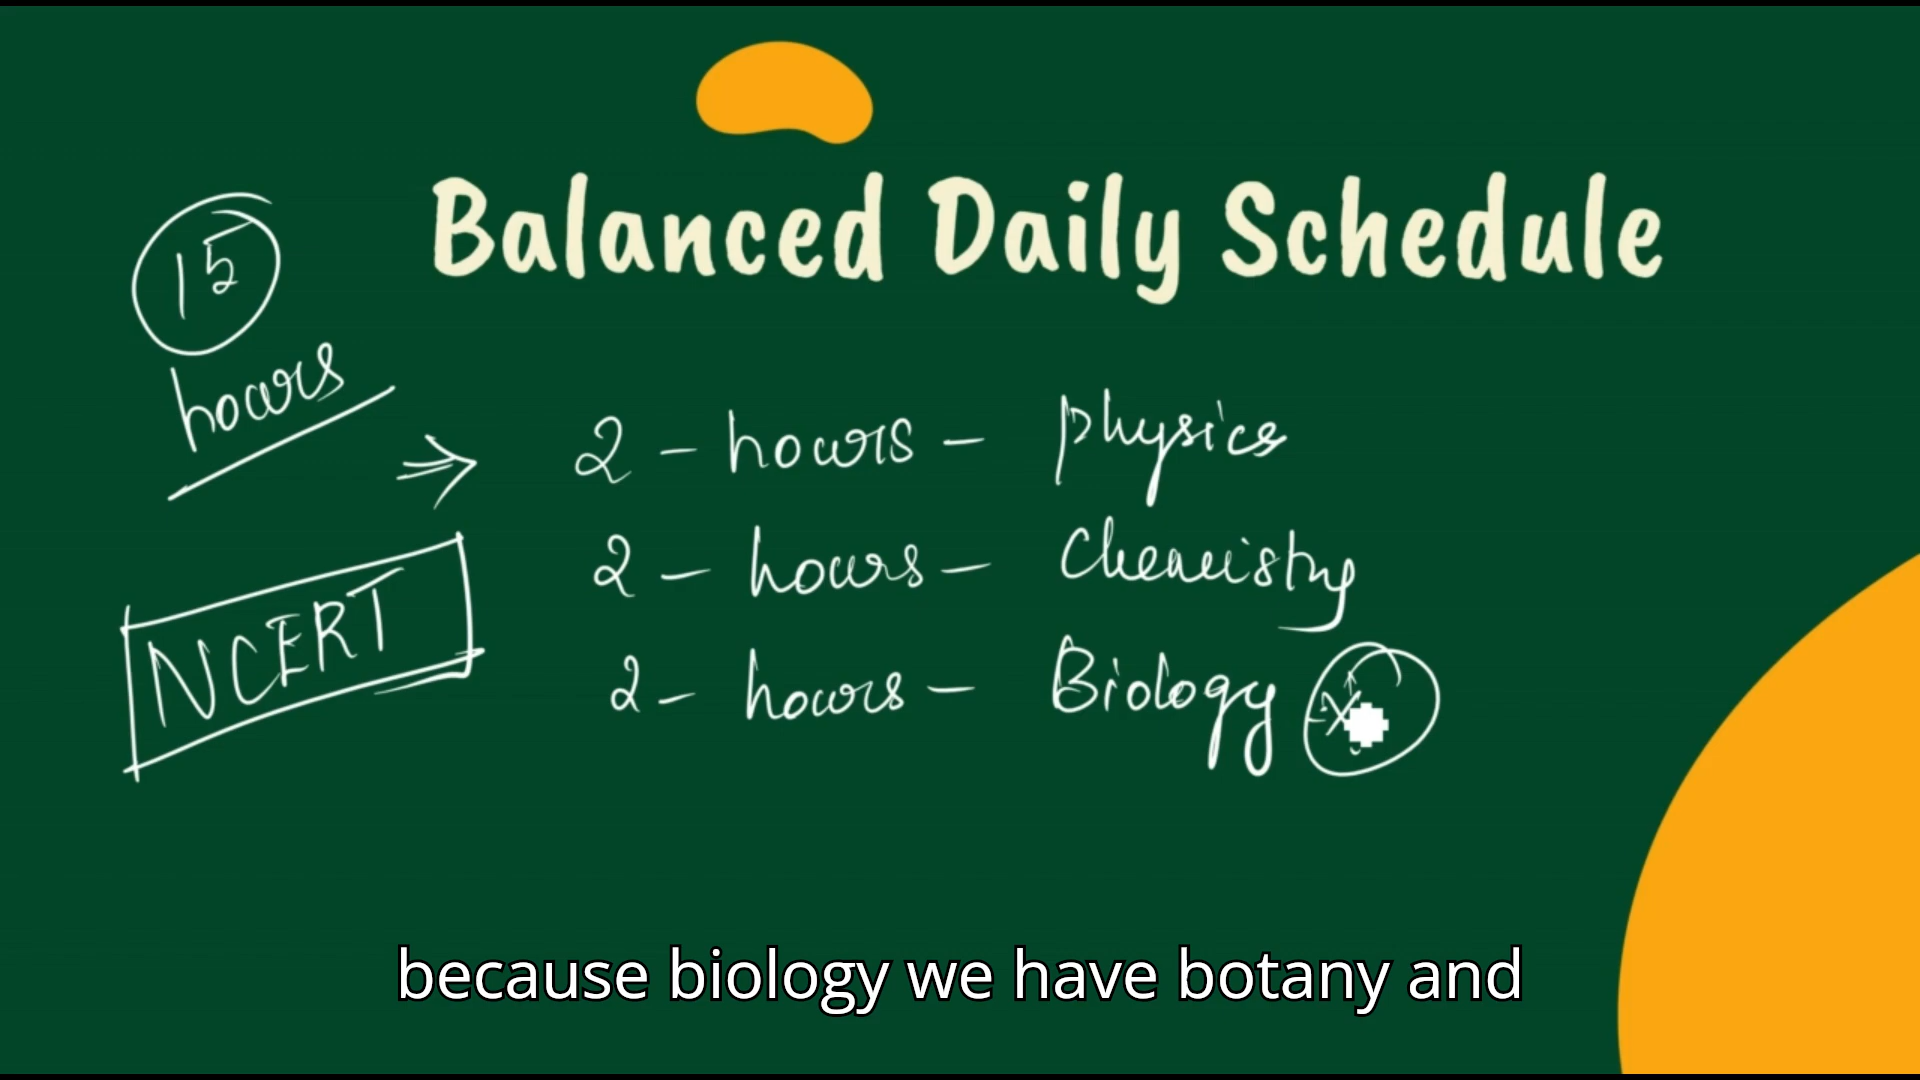 Balanced Daily Schedule
15
hours
2 - hours - physics
2 - hours - Chemistry
NCERT
2 - hours - Biology
because biology we have botany and